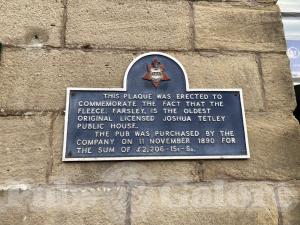 THIS PLAQUE WAS ERECTED TO
COMMEMORATE THE FACT THAT THE
FLEECE, FARSLEY, IS THE OLDEST
ORIGINAL LICENSED JOSHUA TETLEY
PUBLIC HOUSE.
THE PUB WAS PURCHASED BY THE
COMPANY ON 11 NOVEMBER 1890 FOR
THE SUM OF £2,206-15s-5d.